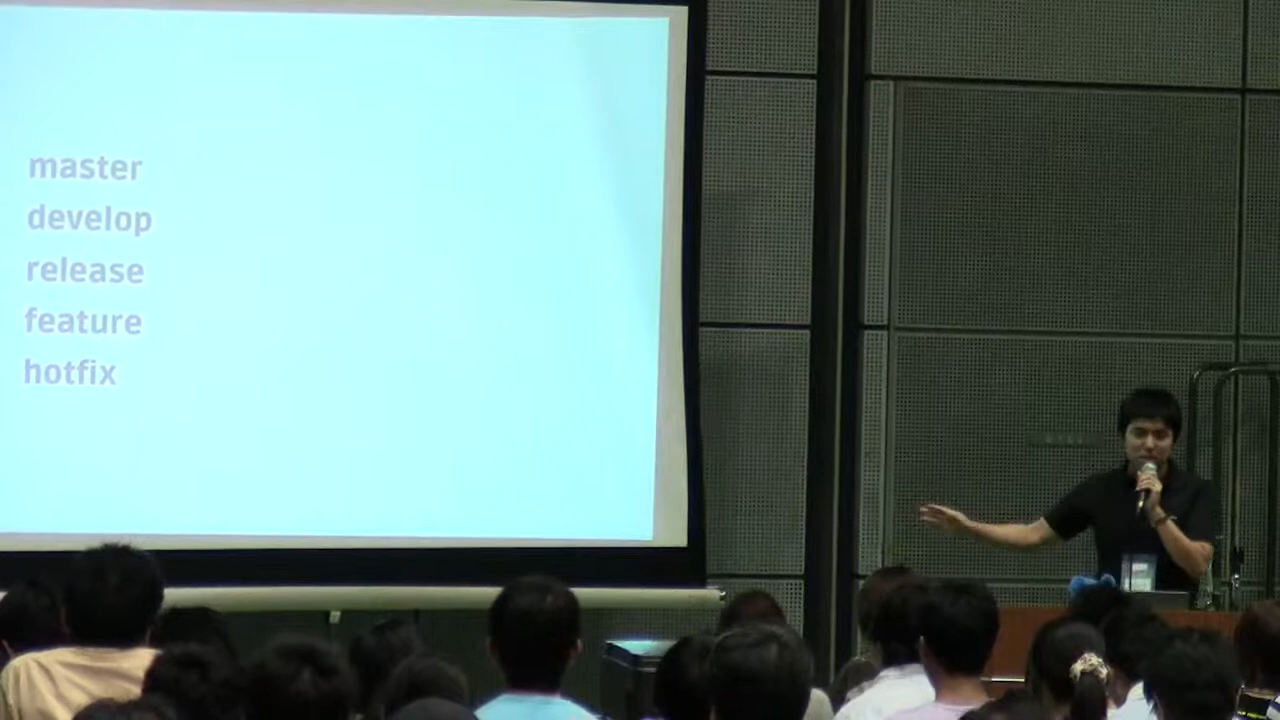 master
develop
release
feature
hotfix